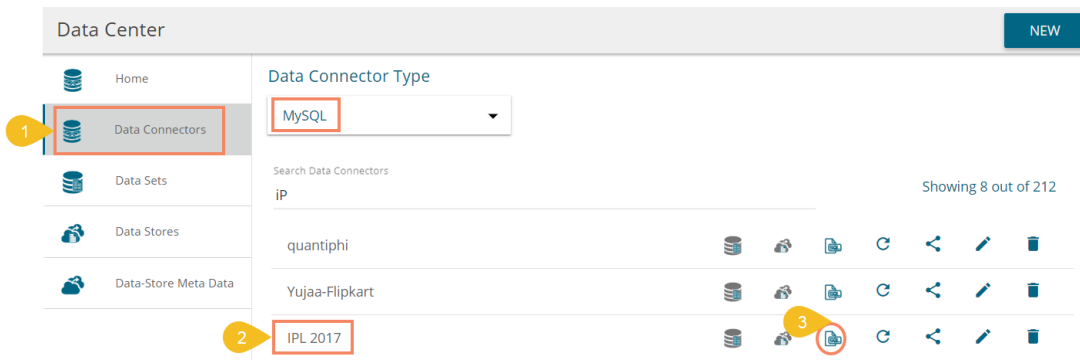 Data Center
NEW
Home
1
Data Connectors
Data Sets
Data Stores
Data-Store Meta Data
Data Connector Type
MySQL
Search Data Connectors
iP
Showing 8 out of 212
quantiphi
Yujaa-Flipkart
2
IPL 2017
3